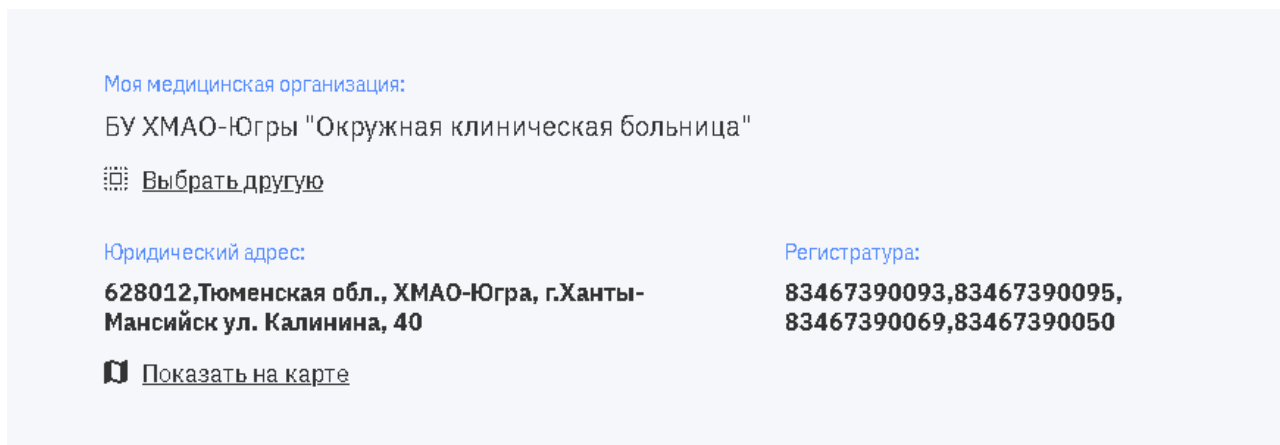 Моя медицинская организация:
БУ ХМАО-Югры "Окружная клиническая больница"
Выбрать другую
Юридический адрес:
628012,Тюменская обл., ХМАО-Югра, г.Ханты-
Мансийск ул. Калинина, 40
Показать на карте
Регистратура:
83467390093,83467390095,
83467390069,83467390050